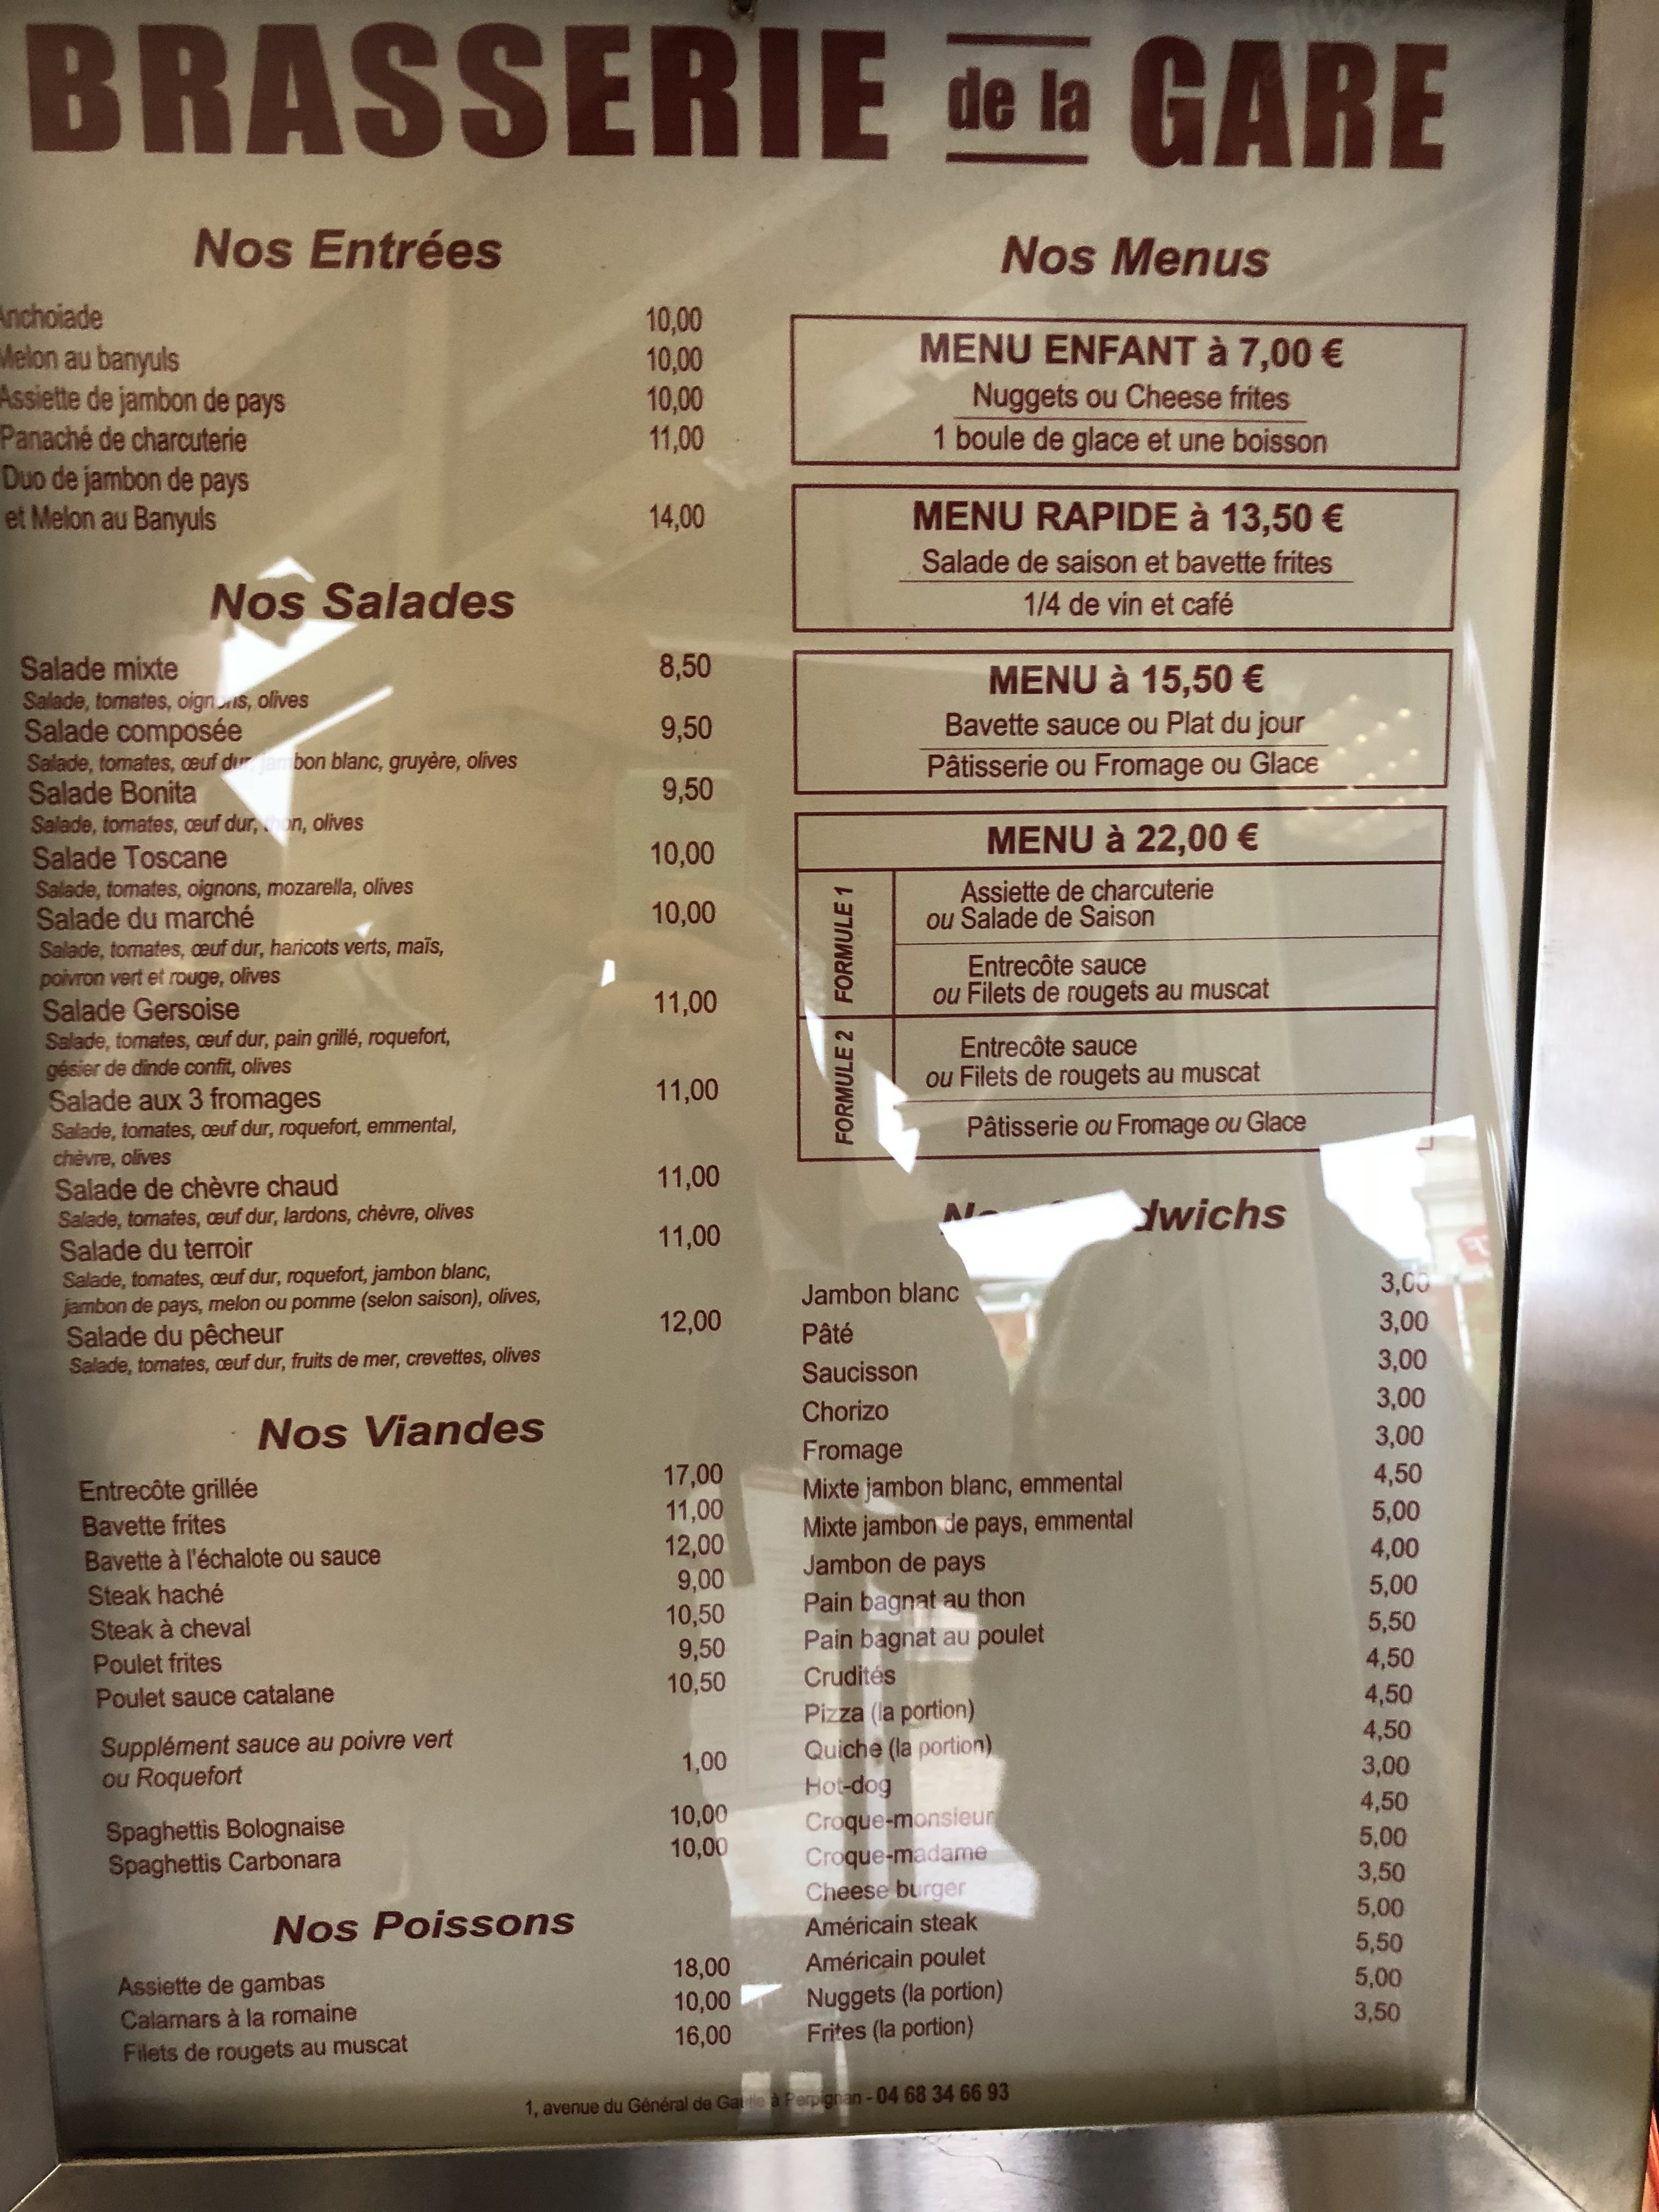 BRASSERIE de la GARE
Nos Entrées
Anchoiade 10,00
Melon au banyuls 10,00
Assiette de jambon de pays 10,00
Panaché de charcuterie 11,00
Duo de jambon de pays
et Melon au Banyuls 14,00
Nos Salades
Salade mixte 8,50
Salade, tomates, oignons, olives
Salade composée 9,50
Salade, tomates, œuf dur, jambon blanc, gruyère, olives
Salade Bonita 9,50
Salade, tomates, œuf dur, thon, olives
Salade Toscane 10,00
Salade, tomates, oignons, mozarella, olives
Salade du marché 10,00
Salade, tomates, œuf dur, haricots verts, maïs,
poivron vert et rouge, olives
Salade Gersoise 11,00
Salade, tomates, œuf dur, pain grillé, roquefort,
gésier de dinde confit, olives
Salade aux 3 fromages 11,00
Salade, tomates, œuf dur, roquefort, emmental,
chèvre, olives
Salade de chèvre chaud 11,00
Salade, tomates, œuf dur, lardons, chèvre, olives
Salade du terroir 11,00
Salade, tomates, œuf dur, roquefort, jambon blanc,
jambon de pays, melon ou pomme (selon saison), olives,
Salade du pêcheur 12,00
Salade, tomates, œuf dur, fruits de mer, crevettes, olives
Nos Viandes
Entrecôte grillée 17,00
Bavette frites 11,00
Bavette à l'échalote ou sauce 12,00
Steak haché 9,00
Steak à cheval 10,50
Poulet frites 9,50
Poulet sauce catalane 10,50
Supplément sauce au poivre vert
ou Roquefort 1,00
Spaghettis Bolognaise 10,00
Spaghettis Carbonara 10,00
Nos Poissons
Assiette de gambas 18,00
Calamars à la romaine 10,00
Filets de rougets au muscat 16,00
Nos Menus
MENU ENFANT à 7,00 €
Nuggets ou Cheese frites
1 boule de glace et une boisson
MENU RAPIDE à 13,50 €
Salade de saison et bavette frites
1/4 de vin et café
MENU à 15,50 €
Bavette sauce ou Plat du jour
Pâtisserie ou Fromage ou Glace
MENU à 22,00 €
FORMULE 1
Assiette de charcuterie
ou Salade de Saison
Entrecôte sauce
ou Filets de rougets au muscat
FORMULE 2
Entrecôte sauce
ou Filets de rougets au muscat
Pâtisserie ou Fromage ou Glace
Nos Sandwichs
Jambon blanc 3,00
Pâté 3,00
Saucisson 3,00
Chorizo 3,00
Fromage 3,00
Mixte jambon blanc, emmental 4,50
Mixte jambon de pays, emmental 5,00
Jambon de pays 4,00
Pain bagnat au thon 5,00
Pain bagnat au poulet 5,50
Crudités 4,50
Pizza (la portion) 4,50
Quiche (la portion) 4,50
Hot-dog 3,00
Croque-monsieur 4,50
Croque-madame 5,00
Cheese burger 3,50
Américain steak 5,00
Américain poulet 5,50
Nuggets (la portion) 5,00
Frites (la portion) 3,50
1, avenue du Général de Gaulle à Perpignan - 04 68 34 66 93